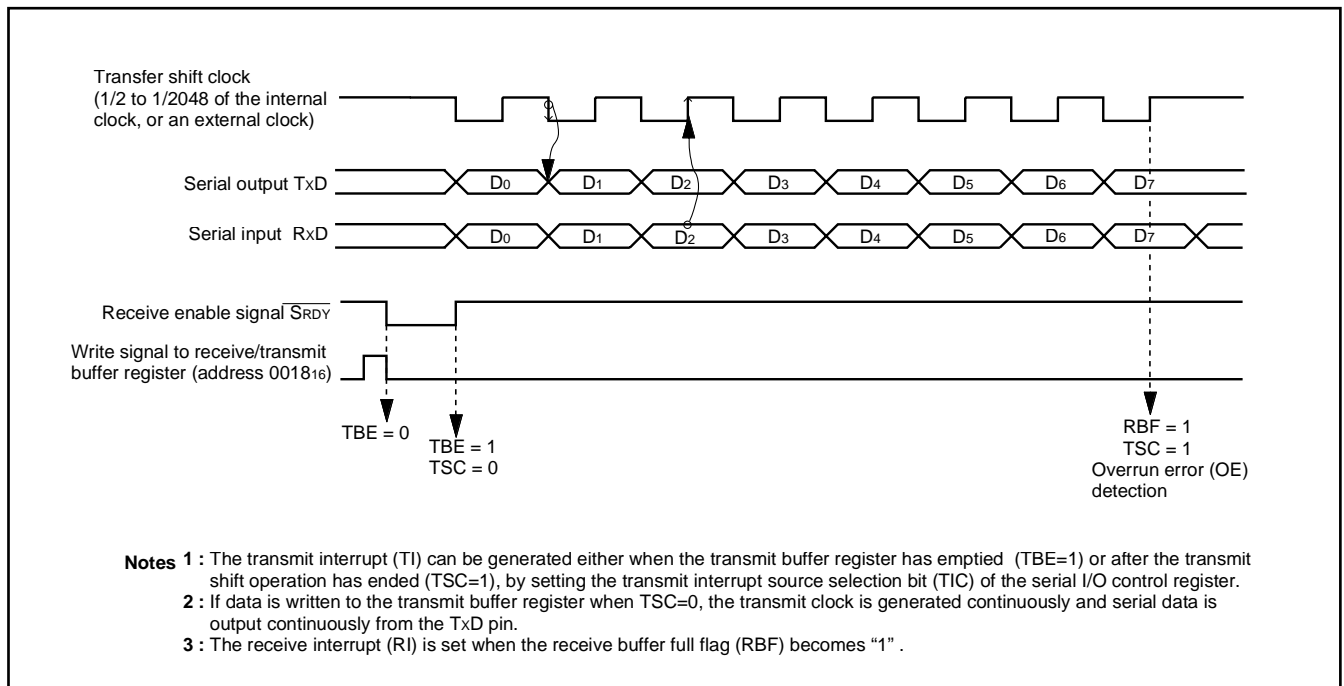 Transfer shift clock
(1/2 to 1/2048 of the internal
clock, or an external clock)
Serial output TxD
D0 D1 D2 D3 D4 D5 D6 D7
Serial input RxD
D0 D1 D2 D3 D4 D5 D6 D7
Receive enable signal SRDY
Write signal to receive/transmit
buffer register (address 001816)
TBE = 0
TBE = 1
TSC = 0
RBF = 1
TSC = 1
Overrun error (OE)
detection
Notes 1 : The transmit interrupt (TI) can be generated either when the transmit buffer register has emptied (TBE=1) or after the transmit
shift operation has ended (TSC=1), by setting the transmit interrupt source selection bit (TIC) of the serial I/O control register.
2 : If data is written to the transmit buffer register when TSC=0, the transmit clock is generated continuously and serial data is
output continuously from the TxD pin.
3 : The receive interrupt (RI) is set when the receive buffer full flag (RBF) becomes “1” .